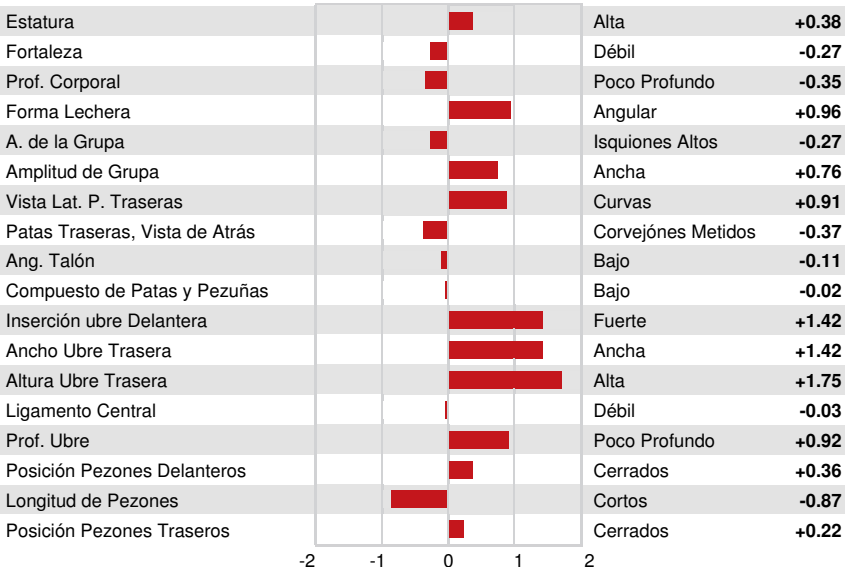 Estatura Alta +0.38
Fortaleza Débil -0.27
Prof. Corporal Poco Profundo -0.35
Forma Lechera Angular +0.96
A. de la Grupa Isquiones Altos -0.27
Amplitud de Grupa Ancha +0.76
Vista Lat. P. Traseras Curvas +0.91
Patas Traseras, Vista de Atrás Corvejónes Metidos -0.37
Ang. Talón Bajo -0.11
Compuesto de Patas y Pezuñas Bajo -0.02
Inserción ubre Delantera Fuerte +1.42
Ancho Ubre Trasera Ancha +1.42
Altura Ubre Trasera Alta +1.75
Ligamento Central Débil -0.03
Prof. Ubre Poco Profundo +0.92
Posición Pezones Delanteros Cerrados +0.36
Longitud de Pezones Cortos -0.87
Posición Pezones Traseros Cerrados +0.22
-2 -1 0 1 2